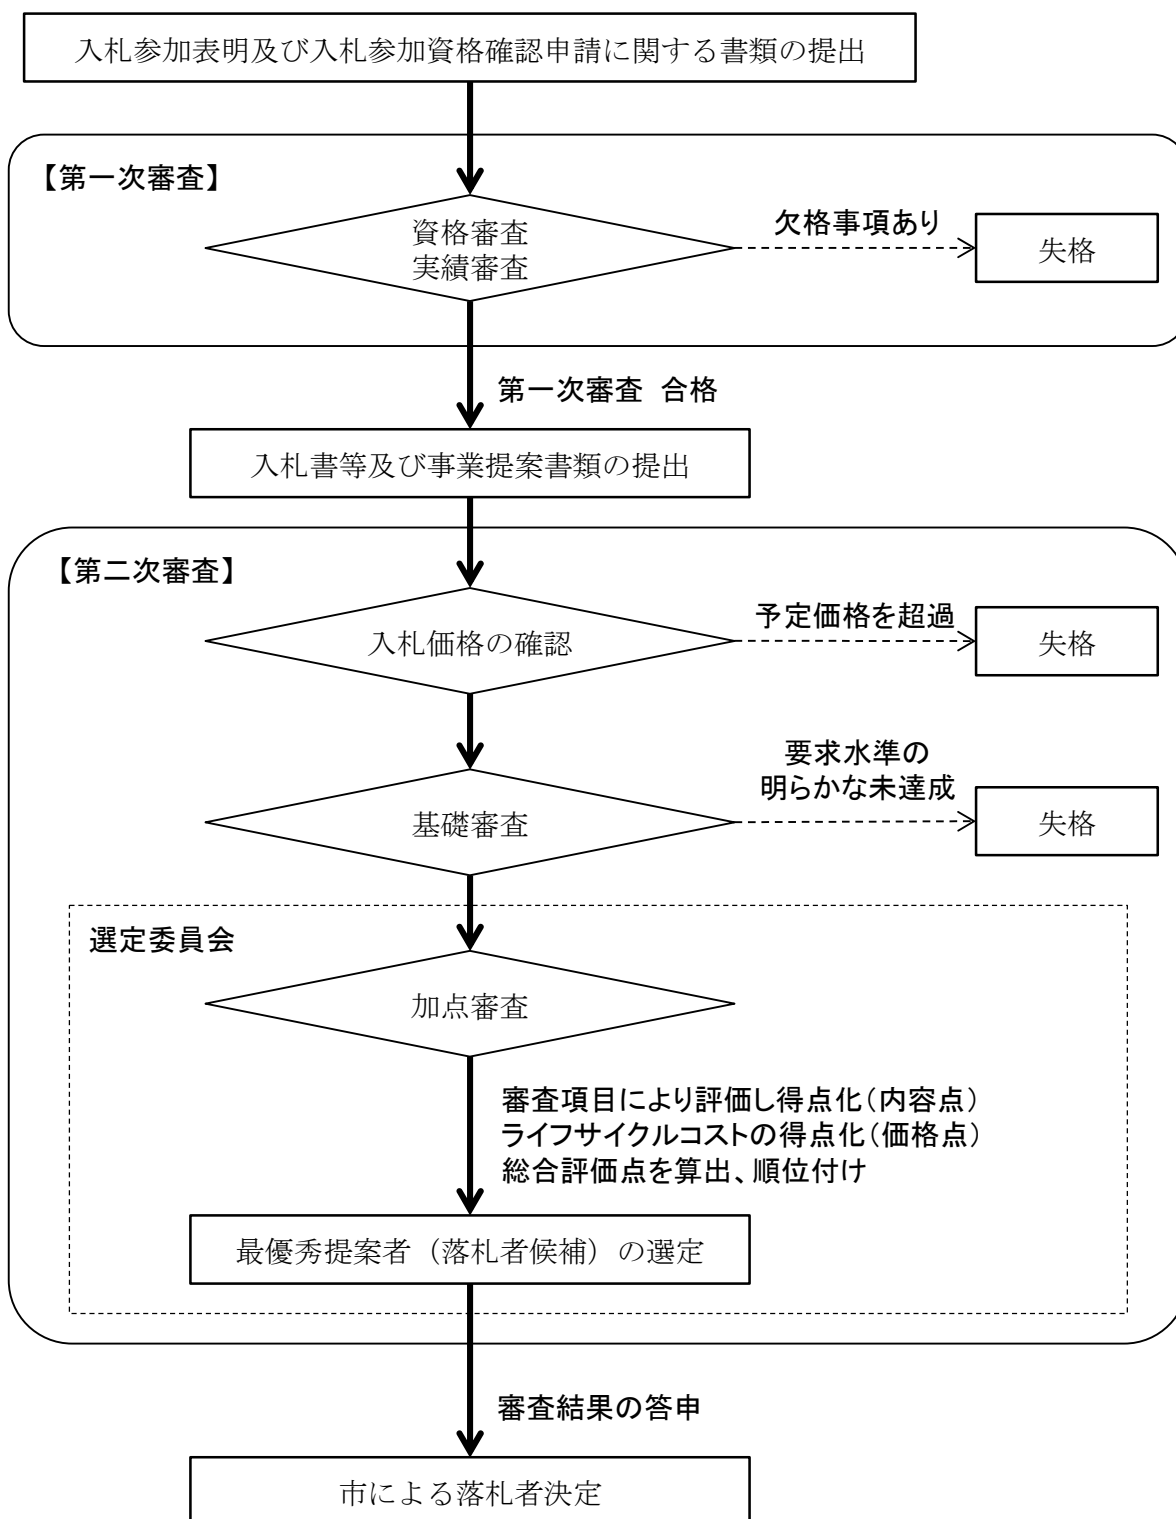 入札参加表明及び入札参加資格確認申請に関する書類の提出
【第一次審査】
資格審査
実績審査
欠格事項あり
失格
第一次審査 合格
入札書等及び事業提案書類の提出
【第二次審査】
入札価格の確認
予定価格を超過
失格
基礎審査
要求水準の
明らかな未達成
失格
選定委員会
加点審査
審査項目により評価し得点化(内容点)
ライフサイクルコストの得点化(価格点)
総合評価点を算出、順位付け
最優秀提案者（落札者候補）の選定
審査結果の答申
市による落札者決定